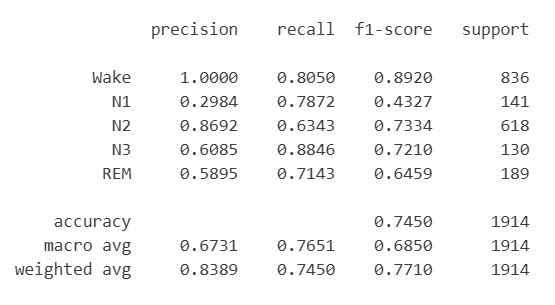 precision recall f1-score support
Wake 1.0000 0.8050 0.8920 836
N1 0.2984 0.7872 0.4327 141
N2 0.8692 0.6343 0.7334 618
N3 0.6085 0.8846 0.7210 130
REM 0.5895 0.7143 0.6459 189
accuracy 0.7450 1914
macro avg 0.6731 0.7651 0.6850 1914
weighted avg 0.8389 0.7450 0.7710 1914